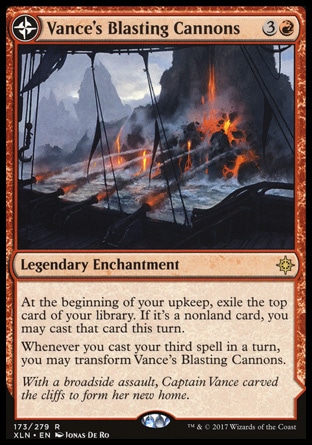 Vance's Blasting Cannons 3
Legendary Enchantment
At the beginning of your upkeep, exile the top
card of your library. If it's a nonland card, you
may cast that card this turn.
Whenever you cast your third spell in a turn,
you may transform Vance's Blasting Cannons.
With a broadside assault, Captain Vance carved
the cliffs to form her new home.
173/279 R
XLN • EN Jonas De Ro
™ & © 2017 Wizards of the Coast